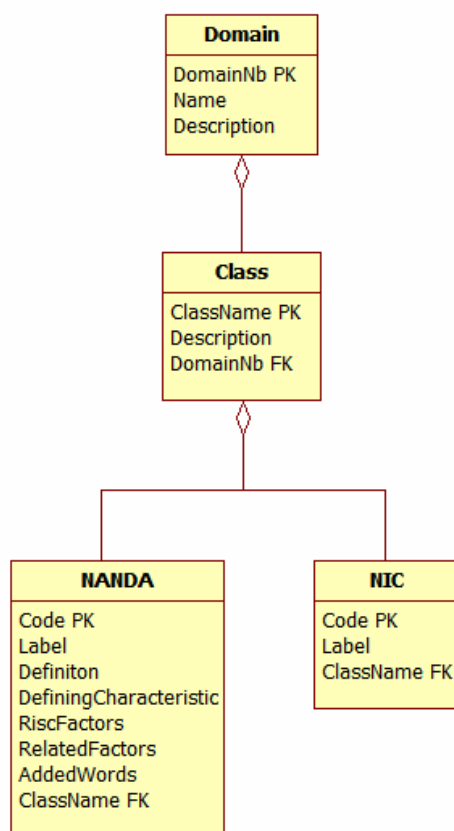 Domain
DomainNb PK
Name
Description
Class
ClassName PK
Description
DomainNb FK
NANDA
Code PK
Label
Definiton
DefiningCharacteristic
RiscFactors
RelatedFactors
AddedWords
ClassName FK
NIC
Code PK
Label
ClassName FK